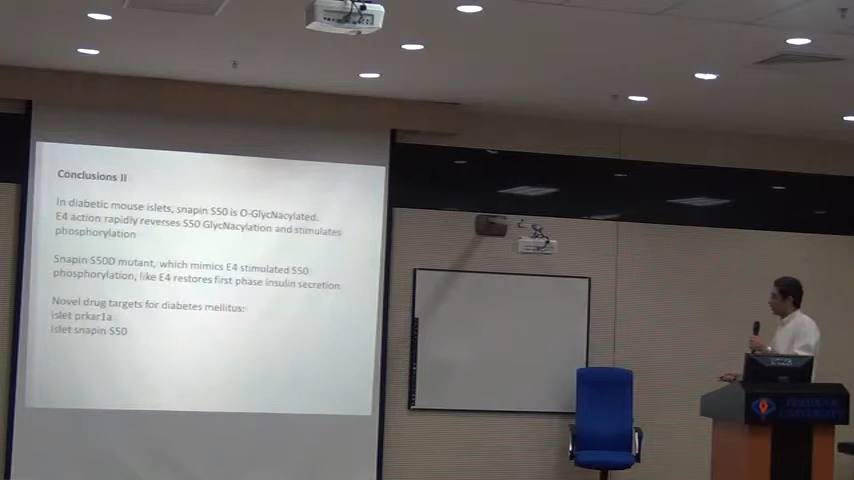 Conclusions II
In diabetic mouse islets, snapin S50 is O-GlycNacylated.
E4 action rapidly reverses S50 GlycNacylation and stimulates
phosphorylation
Snapin S50D mutant, which mimics E4 stimulated S50
phosphorylation, like E4 restores first phase insulin secretion.
Novel drug targets for diabetes mellitus:
islet prkar1a
Islet snapin S50
UNIVERSITY